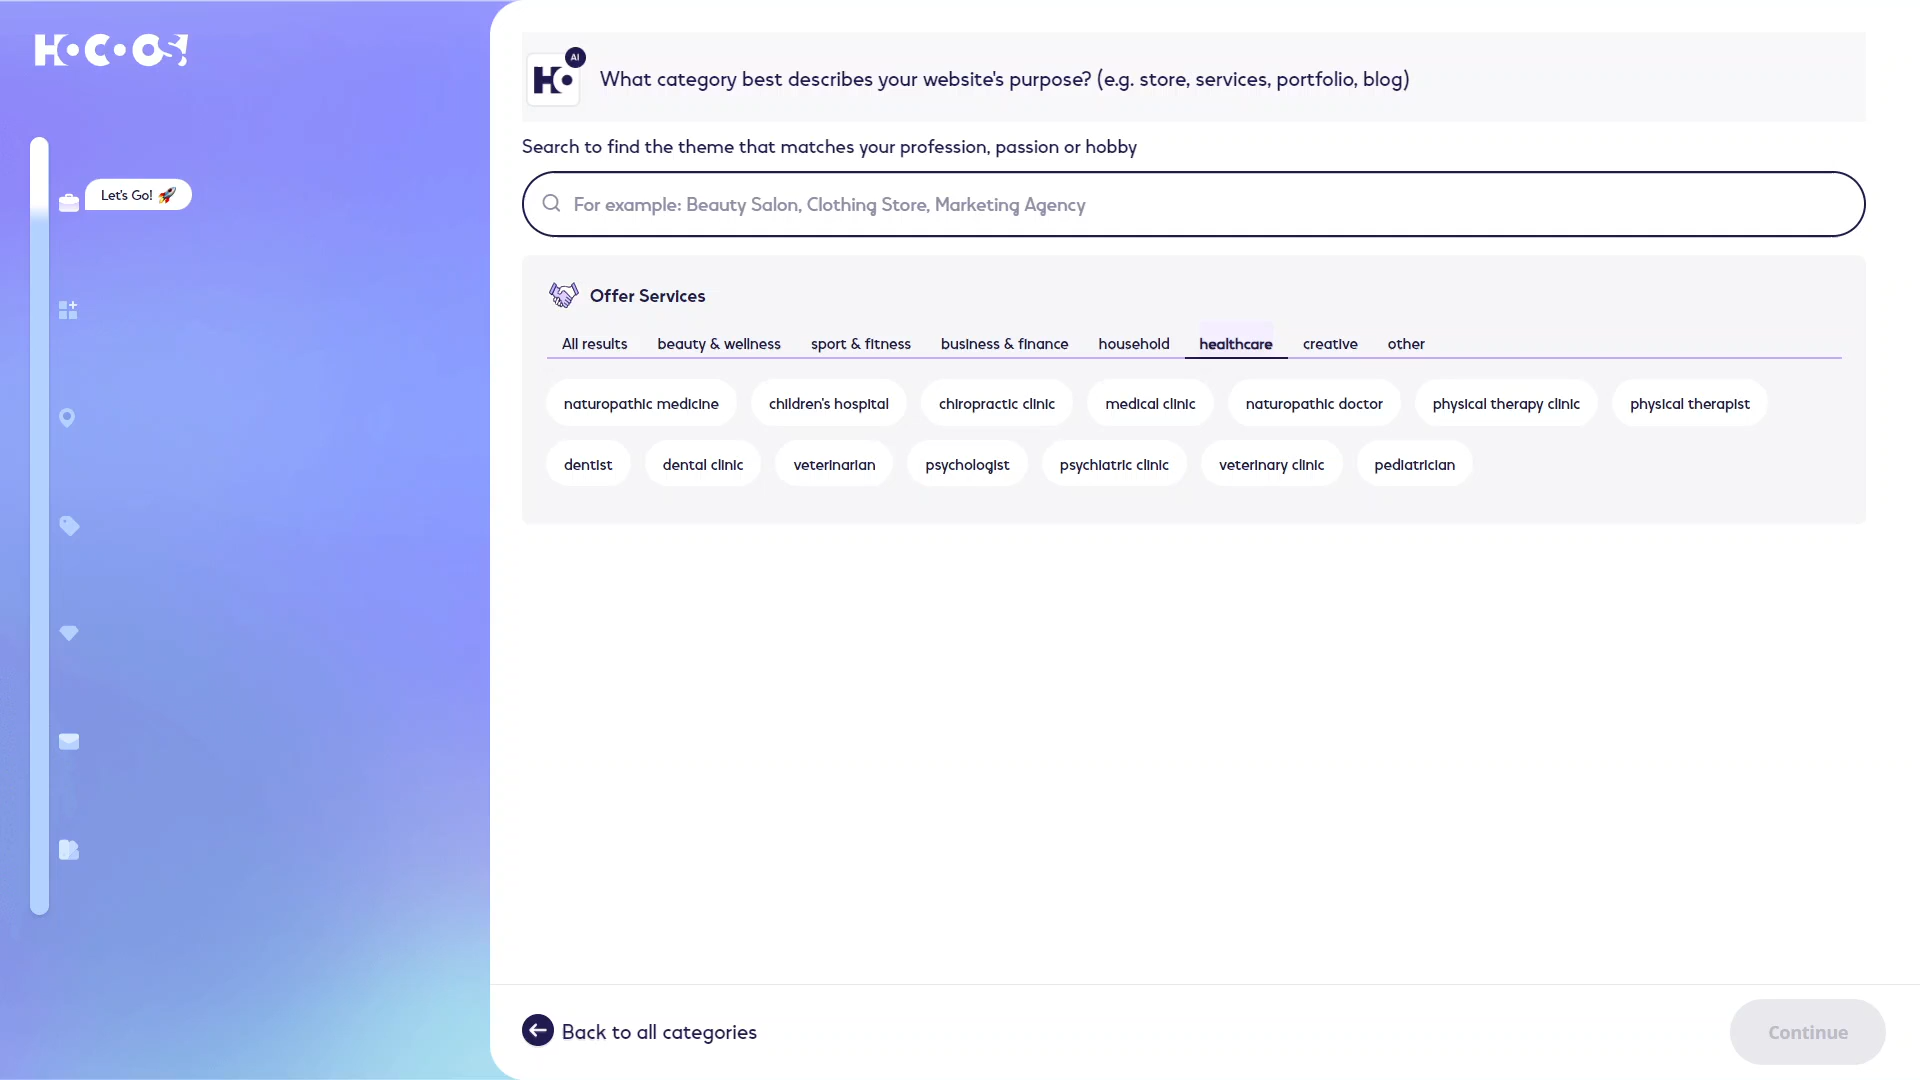 HOCOOS!
Let's Go! 🚀
HO AI
What category best describes your website's purpose? (e.g. store, services, portfolio, blog)
Search to find the theme that matches your profession, passion or hobby
For example: Beauty Salon, Clothing Store, Marketing Agency
Offer Services
All results beauty & wellness sport & fitness business & finance household healthcare creative other
naturopathic medicine children's hospital chiropractic clinic medical clinic naturopathic doctor physical therapy clinic physical therapist
dentist dental clinic veterinarian psychologist psychiatric clinic veterinary clinic pediatrician
Back to all categories
Continue